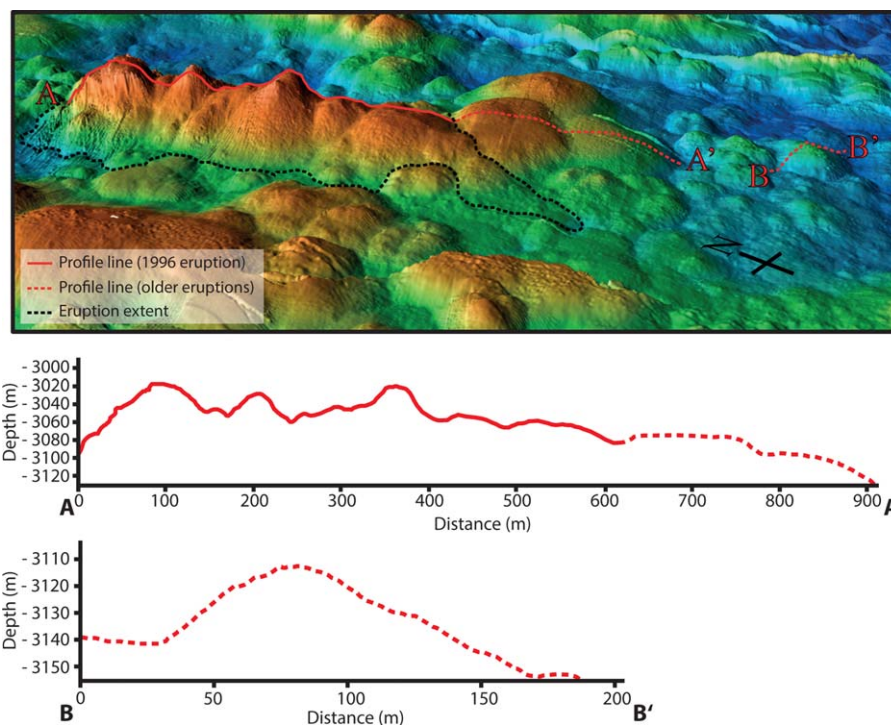 A
A'
B
B'
N
Profile line (1996 eruption)
Profile line (older eruptions)
Eruption extent
Depth (m)
- 3000
- 3020
- 3040
- 3060
- 3080
- 3100
- 3120
0 100 200 300 400 500 600 700 800 900
A
Distance (m)
A
Depth (m)
- 3110
- 3120
- 3130
- 3140
- 3150
0 50 100 150 200
B
Distance (m)
B'